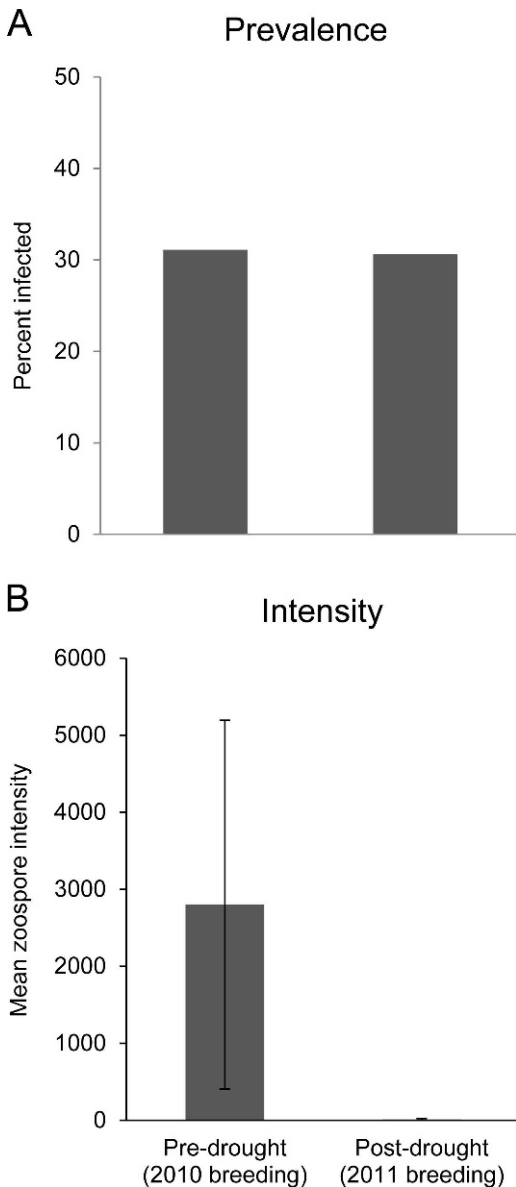 A
Prevalence
50
40
30
20
10
0
Percent infected
B
Intensity
6000
5000
4000
3000
2000
1000
0
Mean zoospore intensity
Pre-drought
(2010 breeding)
Post-drought
(2011 breeding)